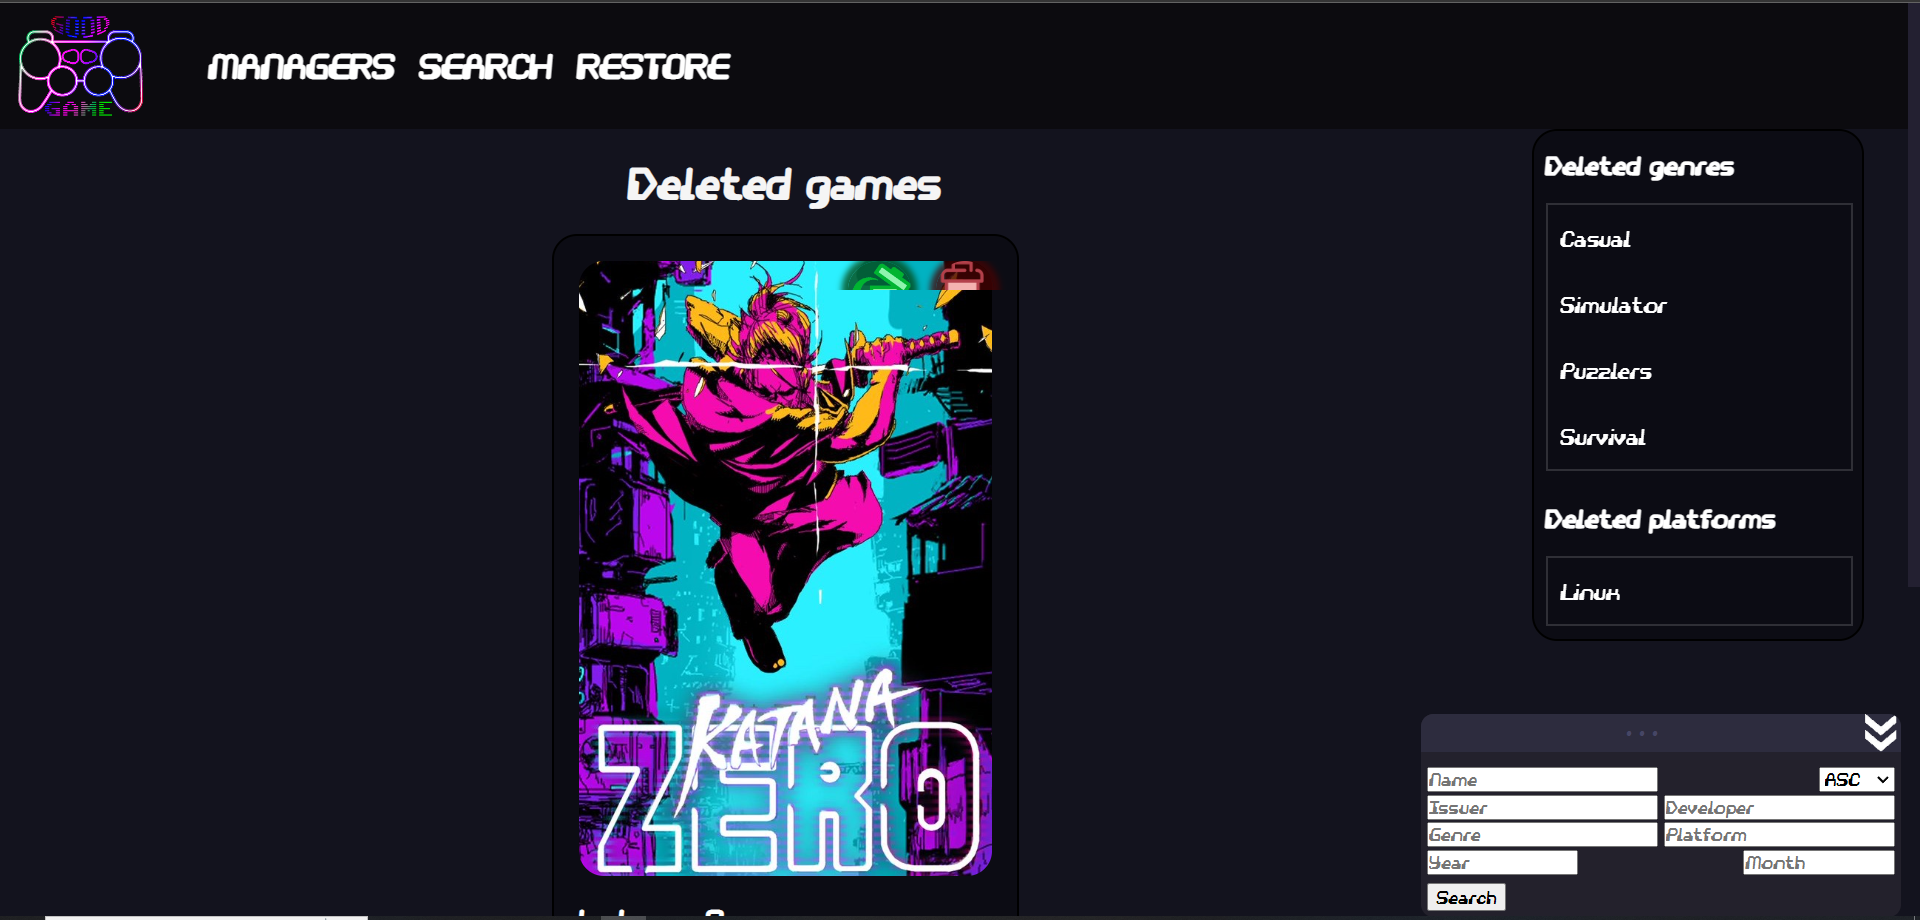 GOOD
GAME
MANAGERS SEARCH RESTORE
Deleted games
KATANA
ZERO
Deleted genres
Casual
Simulator
Puzzlers
Survival
Deleted platforms
Linux
...
Name ASC
Issuer Developer
Genre Platform
Year Month
Search